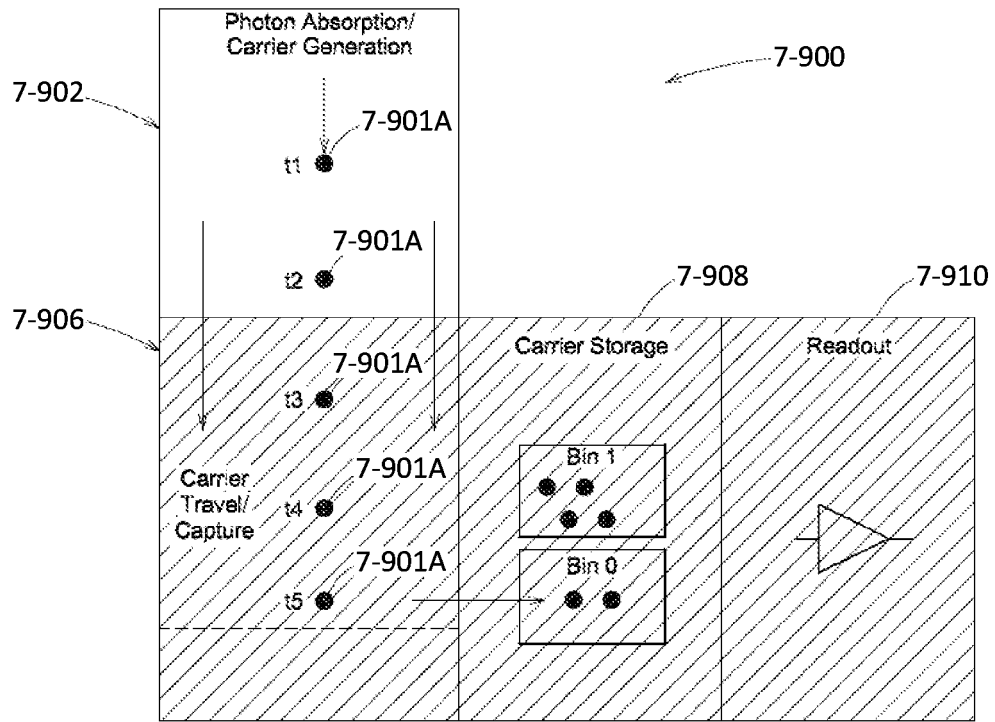 Photon Absorption/
Carrier Generation
7-900
7-902
7-901A
t1
7-901A
t2
7-908
7-910
7-906
Carrier Storage
Readout
7-901A
t3
Bin 1
7-901A
Carrier
Travel/
Capture
t4
7-901A
Bin 0
t5